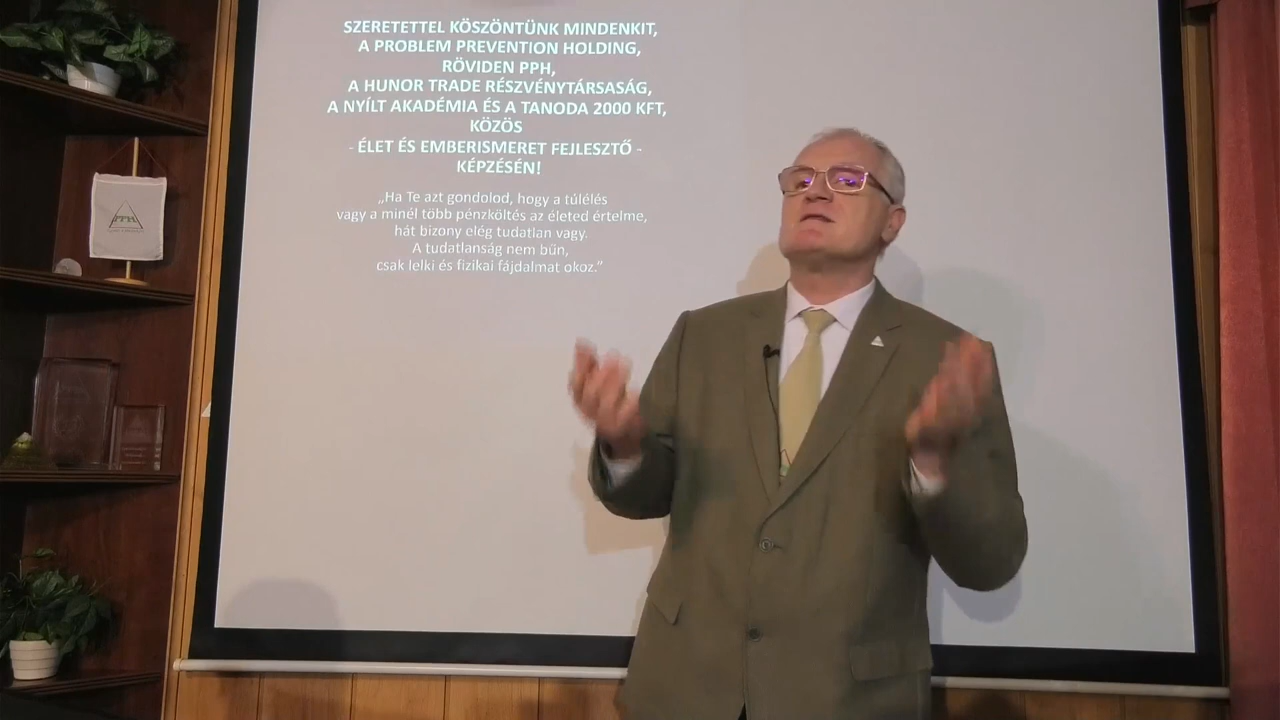 SZERETETTEL KÖSZÖNTÜNK MINDENKIT,
A PROBLEM PREVENTION HOLDING,
RÖVIDEN PPH,
A HUNOR TRADE RÉSZVÉNYTÁRSASÁG,
A NYÍLT AKADÉMIA ÉS A TANODA 2000 KFT,
KÖZÖS
- ÉLET ÉS EMBERISMERET FEJLESZTŐ -
KÉPZÉSÉN!
„Ha Te azt gondolod, hogy a túlélés
vagy a minél több pénzköltés az életed értelme,
hát bizony elég tudatlan vagy.
A tudatlanság nem bűn,
csak lelki és fizikai fájdalmat okoz.”
PPH